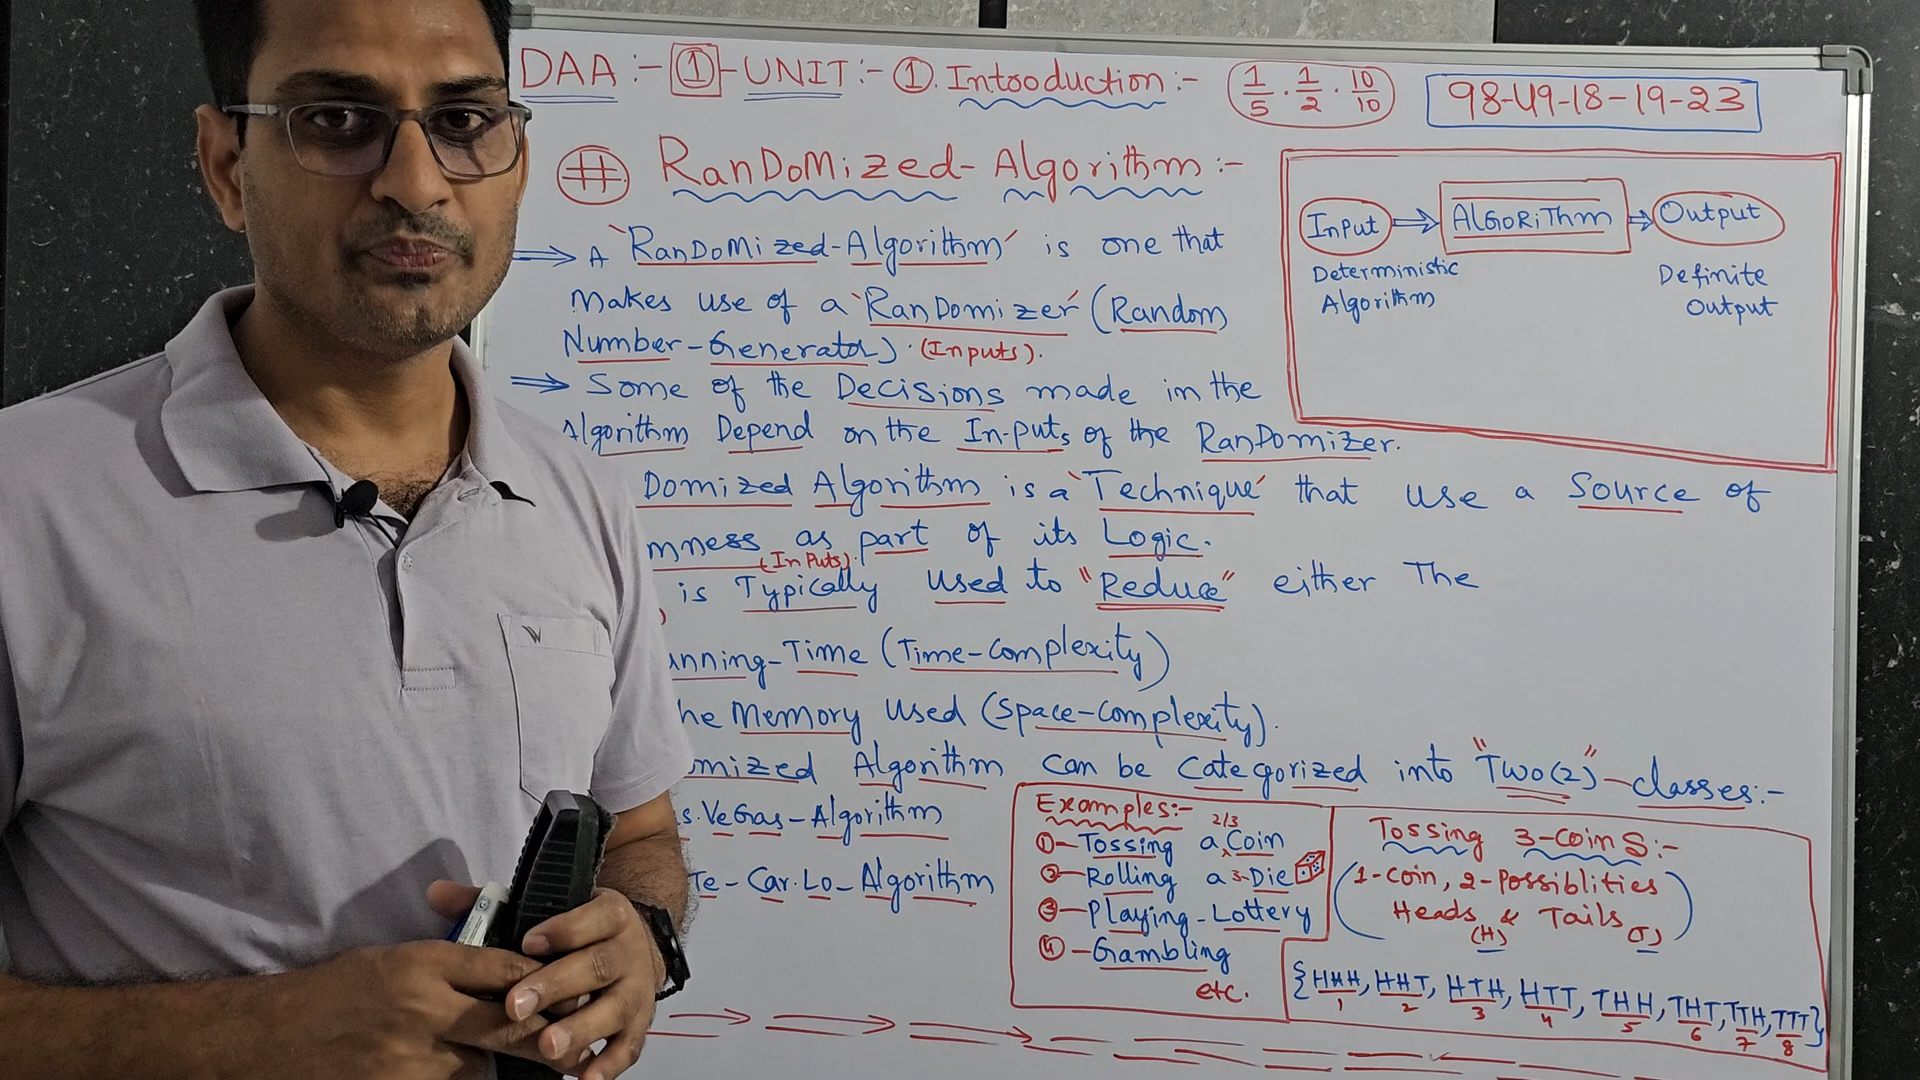 DAA :- ① - UNIT :- ①. Intooduction :-
1/5 . 1/2 . 10/10
98-49-18-19-23
# RanDoMized-Algorithm :-
⇒ A 'RanDoMized-Algorithm' is one that
Makes use of a 'RanDomizer' (Random
Number-Generator) . (Inputs).
⇒ Some of the Decisions made in the
Algorithm Depend on the In-puts of the RanDomizer.
Domized Algorithm is a 'Technique' that use a Source of
mness as part of its Logic.
(InPuts).
is Typically used to "Reduce" either The
unning-Time (Time-complexity)
he Memory Used (Space-complexity).
omized Algorithm can be categorized into "Two(2)"-classes:-
s.VeGas-Algorithm
Te-Car.Lo-Algorithm
Input ⇒ ALGORiThm ⇒ Output
Deterministic Algorithm
Definite Output
Examples:-
①-Tossing a 2/3 Coin
②-Rolling a 3-Die
③-Playing-Lottery
④-Gambling
etc.
Tossing 3-coinS:-
(1-coin, 2-Possiblities
Heads & Tails)
(H) (T)
{HHH, HHT, HTH, HTT, THH, THT, TTH, TTT}
1 2 3 4 5 6 7 8